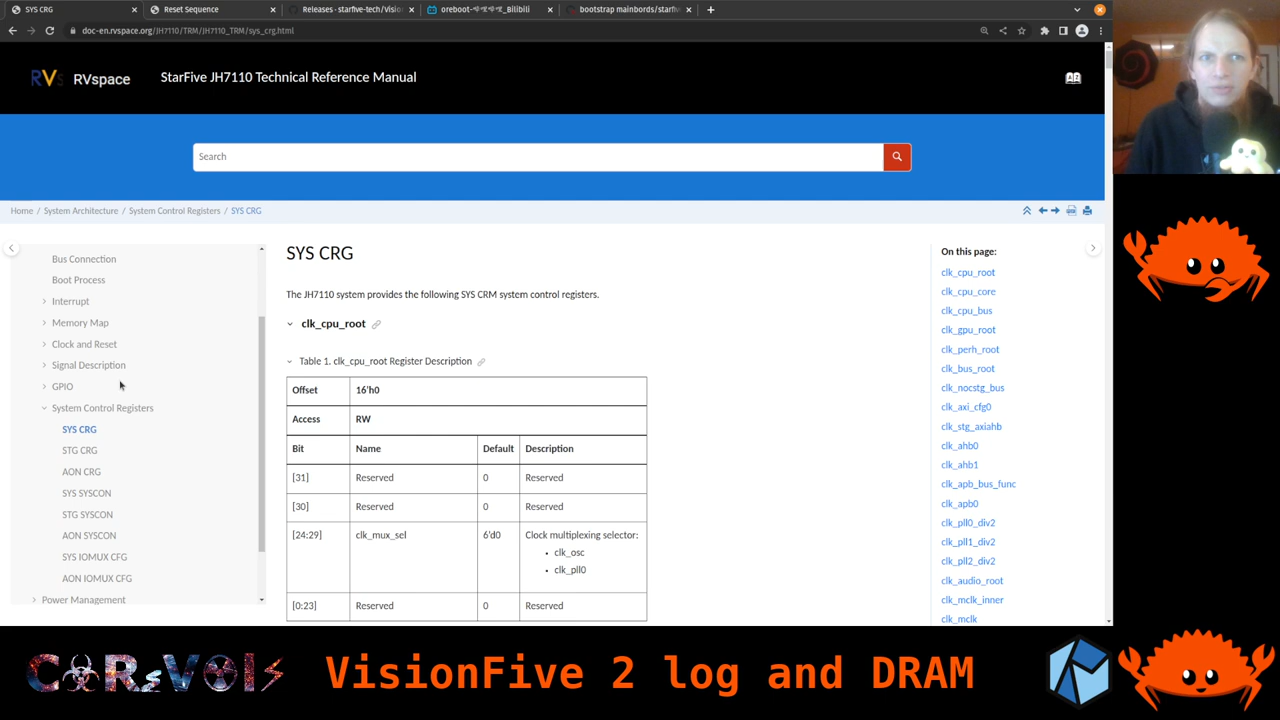 SYS CRG
Reset Sequence
Releases · starfive-tech/Vision
bootstrap mainbords/starfive
doc-en.rvspace.org/JH7110/TRM/JH7110_TRM/sys_crg.html
RVspace
StarFive JH7110 Technical Reference Manual
Search
Home / System Architecture / System Control Registers / SYS CRG
Bus Connection
Boot Process
Interrupt
Memory Map
Clock and Reset
Signal Description
GPIO
System Control Registers
SYS CRG
STG CRG
AON CRG
SYS SYSCON
STG SYSCON
AON SYSCON
SYS IOMUX CFG
AON IOMUX CFG
Power Management
SYS CRG
The JH7110 system provides the following SYS CRM system control registers.
clk_cpu_root
Table 1. clk_cpu_root Register Description
Offset 16'h0
Access RW
Bit Name Default Description
[31] Reserved 0 Reserved
[30] Reserved 0 Reserved
[24:29] clk_mux_sel 6'd0 Clock multiplexing selector:
• clk_osc
• clk_pll0
[0:23] Reserved 0 Reserved
On this page:
clk_cpu_root
clk_cpu_core
clk_cpu_bus
clk_gpu_root
clk_perh_root
clk_bus_root
clk_nocstg_bus
clk_axi_cfg0
clk_stg_axiahb
clk_ahb0
clk_ahb1
clk_apb_bus_func
clk_apb0
clk_pll0_div2
clk_pll1_div2
clk_pll2_div2
clk_audio_root
clk_mclk_inner
clk_mclk
VisionFive 2 log and DRAM